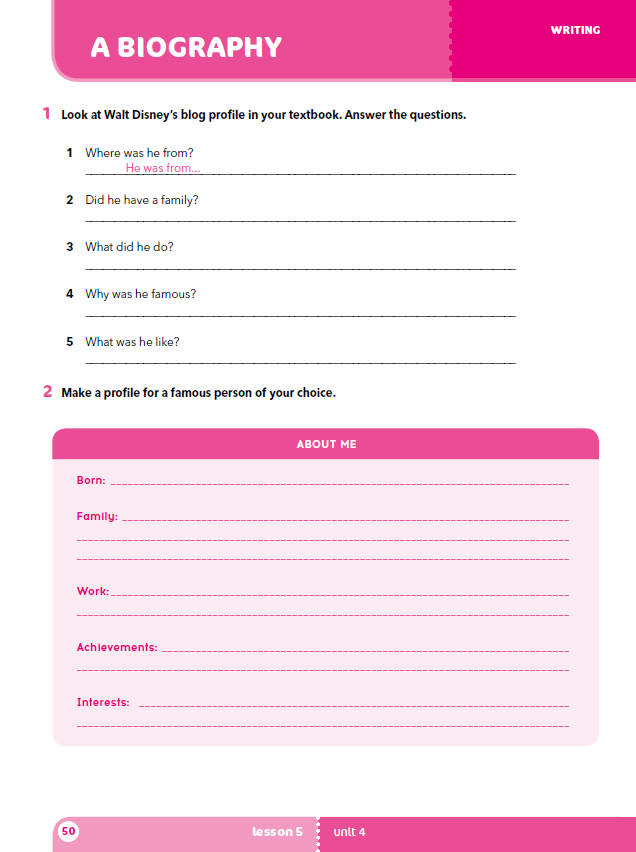 A BIOGRAPHY
WRITING
1 Look at Walt Disney's blog profile in your textbook. Answer the questions.
1 Where was he from?
He was from...
2 Did he have a family?
3 What did he do?
4 Why was he famous?
5 What was he like?
2 Make a profile for a famous person of your choice.
ABOUT ME
Born:
Family:
Work:
Achievements:
Interests:
50 lesson 5 unit 4